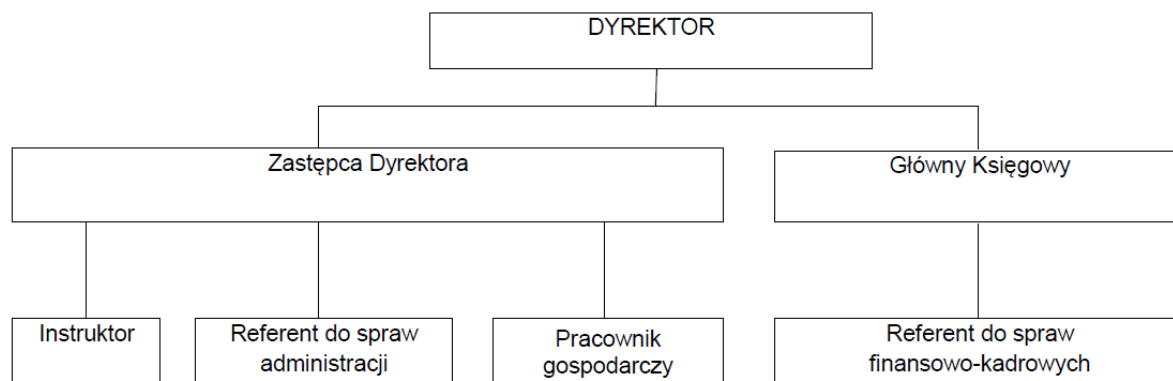 DYREKTOR
Zastępca Dyrektora
Główny Księgowy
Instruktor
Referent do spraw
administracji
Pracownik
gospodarczy
Referent do spraw
finansowo-kadrowych